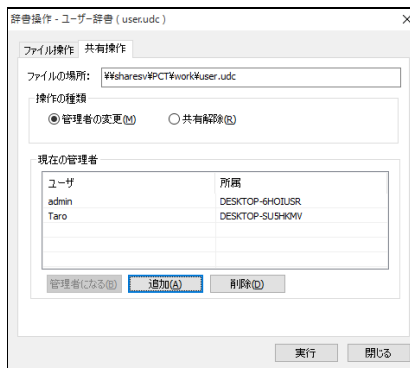 辞書操作 - ユーザー辞書 ( user.udc )
ファイル操作 共有操作
ファイルの場所: ¥¥sharesv¥PCT¥work¥user.udc
操作の種類
管理者の変更(M) 共有解除(R)
現在の管理者
ユーザ 所属
admin DESKTOP-6HOIUSR
Taro DESKTOP-SU5HKMV
管理者になる(B) 追加(A) 削除(D)
実行 閉じる